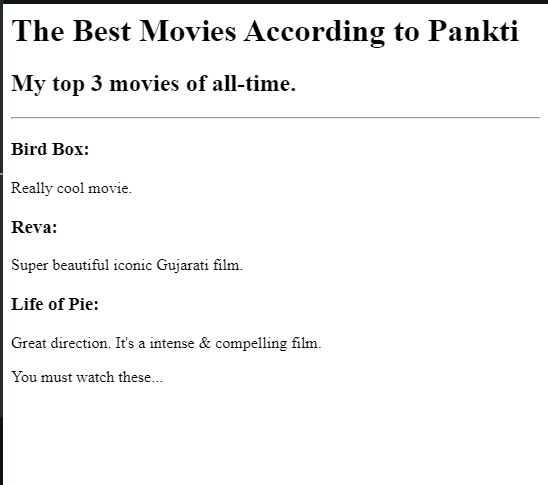 The Best Movies According to Pankti
My top 3 movies of all-time.
Bird Box:
Really cool movie.
Reva:
Super beautiful iconic Gujarati film.
Life of Pie:
Great direction. It's a intense & compelling film.
You must watch these...